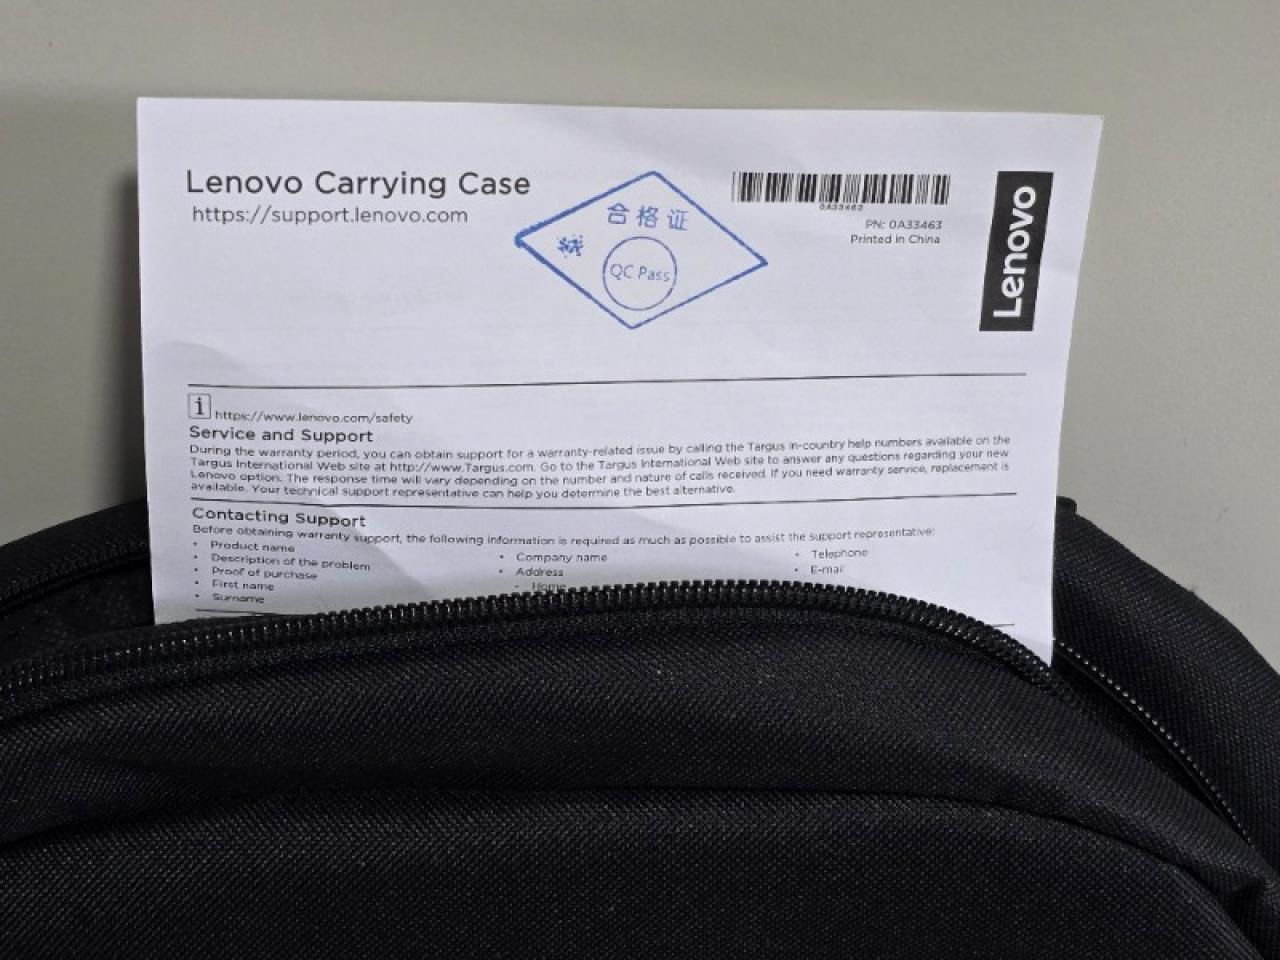 Lenovo Carrying Case
https://support.lenovo.com
合格证
QC Pass
0A33463
PN: 0A33463
Printed in China
Lenovo
i https://www.lenovo.com/safety
Service and Support
During the warranty period, you can obtain support for a warranty-related issue by calling the Targus in-country help numbers available on the
Targus International Web site at http://www.Targus.com. Go to the Targus International Web site to answer any questions regarding your new
Lenovo option. The response time will vary depending on the number and nature of calls received. If you need warranty service, replacement is
available. Your technical support representative can help you determine the best alternative.
Contacting Support
Before obtaining warranty support, the following information is required as much as possible to assist the support representative:
• Product name
• Description of the problem
• Proof of purchase
• First name
• Surname
• Company name
• Address
- Home
• Telephone
• E-mail